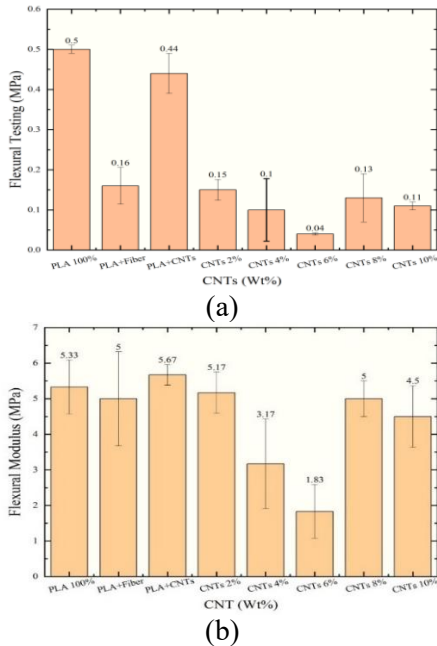 0.6
0.5
0.4
0.3
0.2
0.1
0.0
Flexural Testing (MPa)
0.5
0.16
0.44
0.15
0.1
0.04
0.13
0.11
PLA 100%
PLA+Fiber
PLA+CNTs
CNTs 2%
CNTs 4%
CNTs 6%
CNTs 8%
CNTs 10%
CNTs (Wt%)
(a)
7
6
5
4
3
2
1
0
Flexural Modulus (MPa)
5.33
5
5.67
5.17
3.17
1.83
5
4.5
PLA 100%
PLA+Fiber
PLA+CNTs
CNTs 2%
CNTs 4%
CNTs 6%
CNTs 8%
CNTs 10%
CNT (Wt%)
(b)